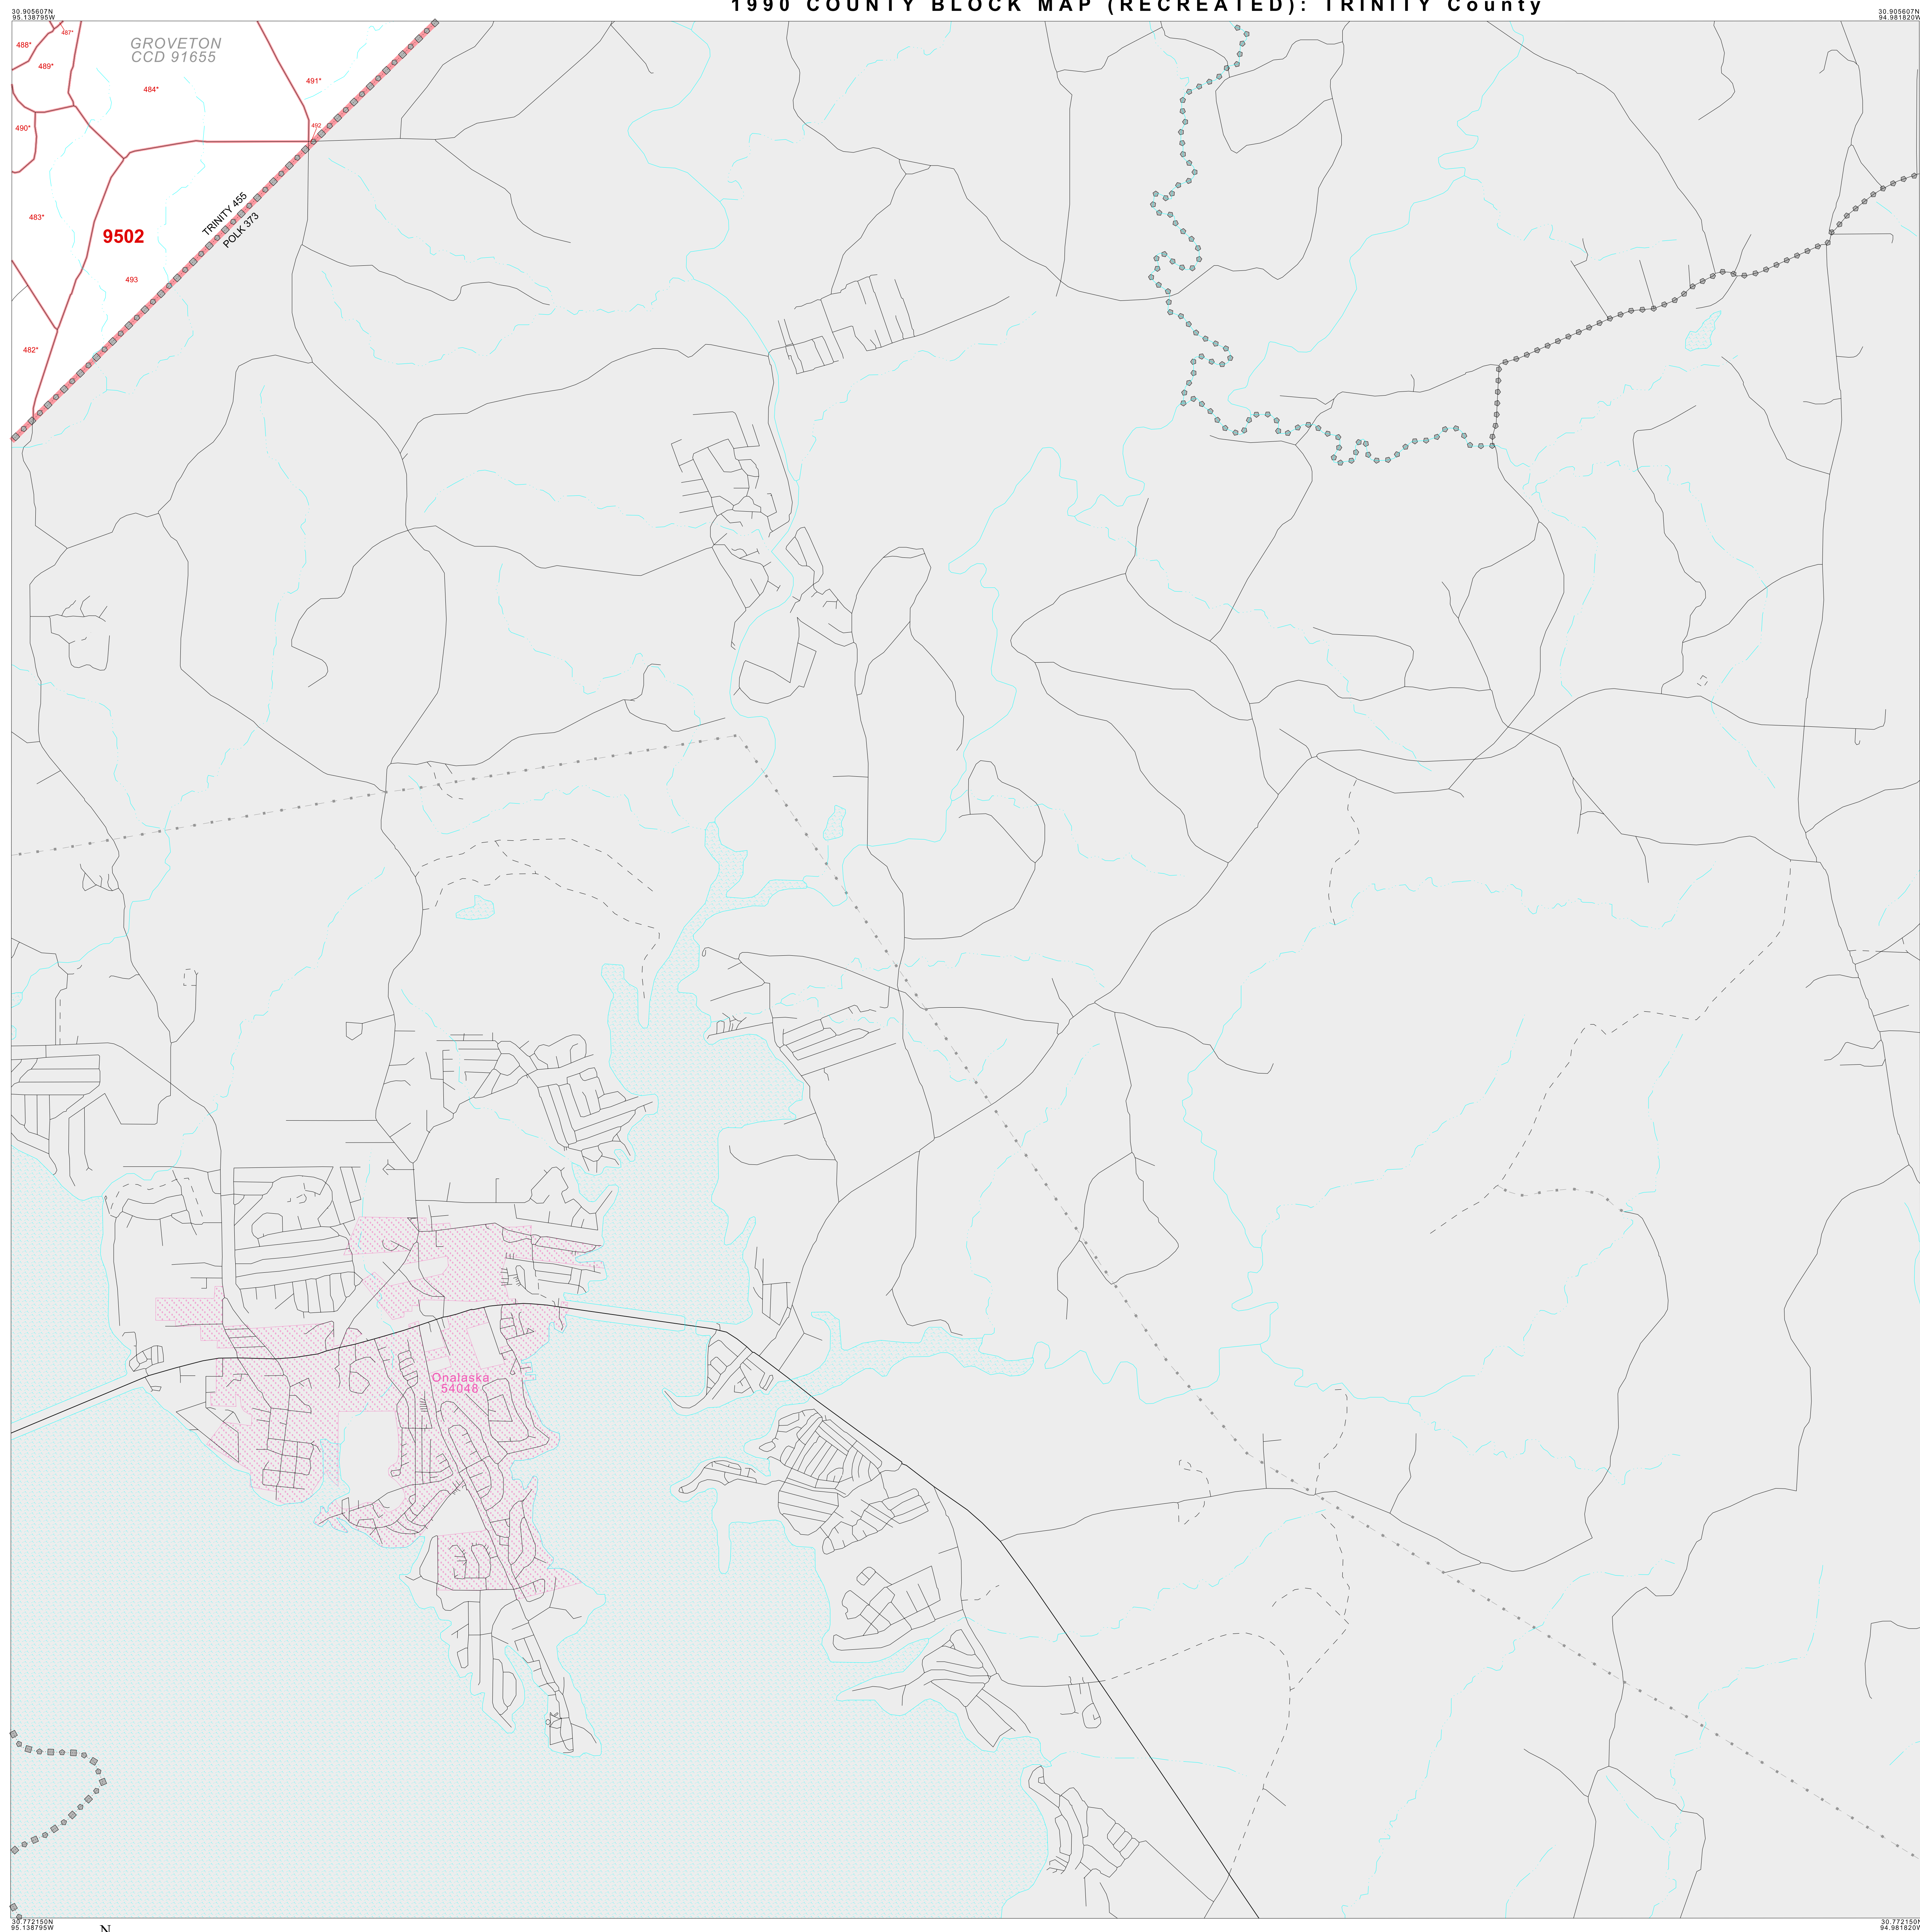 1990 COUNTY BLOCK MAP (RECREATED): TRINITY County
30.905607N
95.138795W
30.905607N
94.981820W
GROVETON
CCD 91655
487*
488*
489*
484*
491*
490*
492
483*
9502
TRINITY 455
POLK 373
493
482*
Onalaska
54048
30.772150N
95.138795W
N
30.772150N
94.981820W